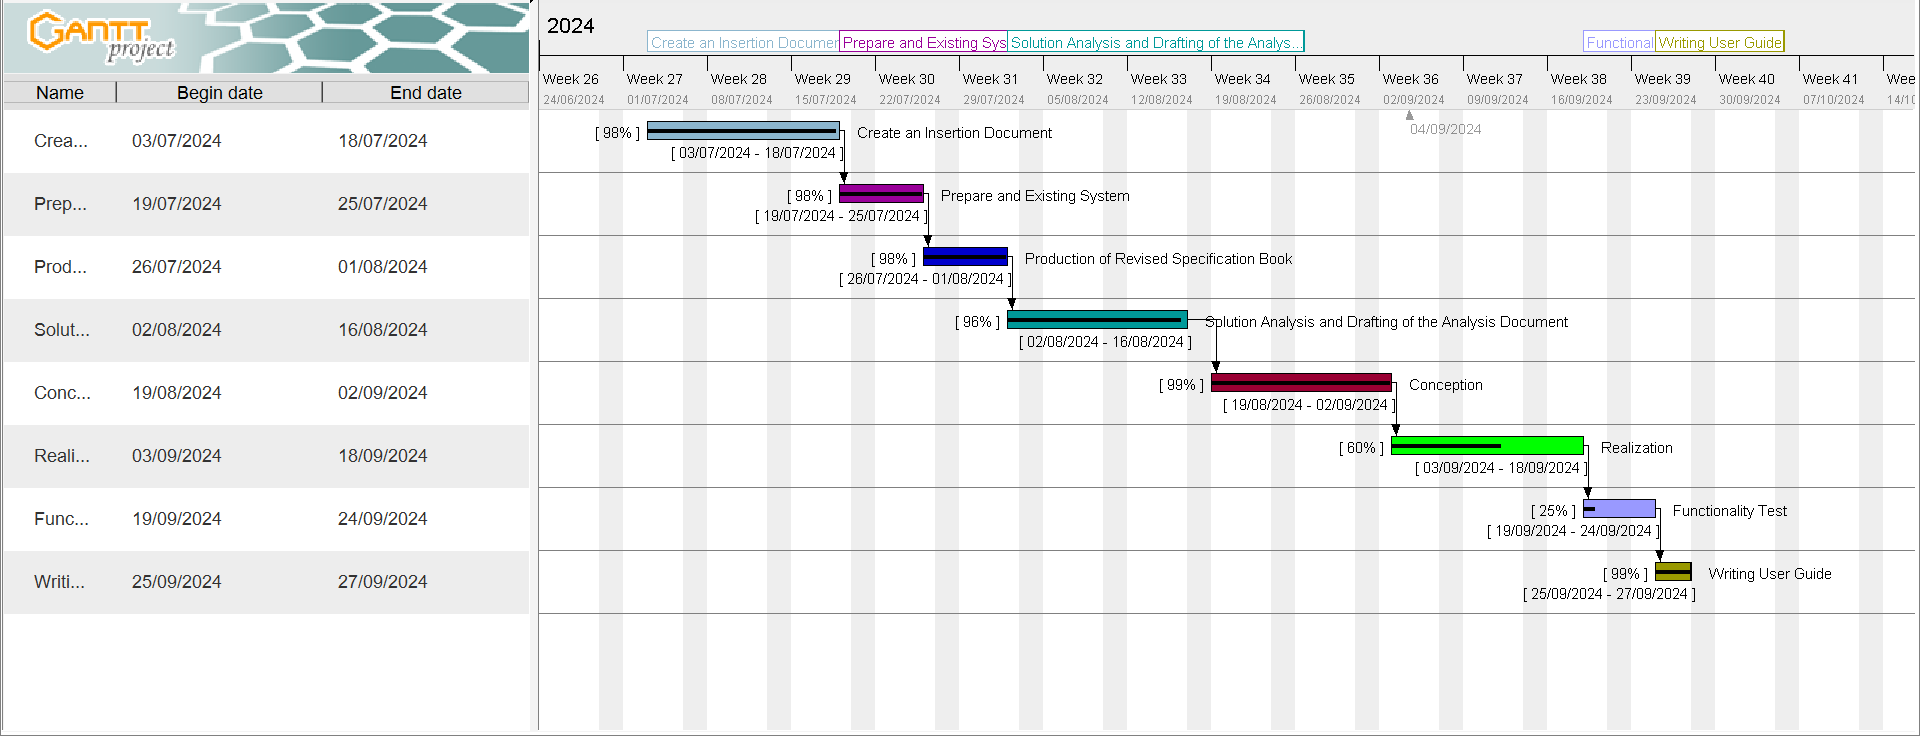 GANTT
project
2024
Create an Insertion Documen
Prepare and Existing Sys
Solution Analysis and Drafting of the Analys...
Functional
Writing User Guide
Name Begin date End date
Week 26 Week 27 Week 28 Week 29 Week 30 Week 31 Week 32 Week 33 Week 34 Week 35 Week 36 Week 37 Week 38 Week 39 Week 40 Week 41 Wee
24/06/2024 01/07/2024 08/07/2024 15/07/2024 22/07/2024 29/07/2024 05/08/2024 12/08/2024 19/08/2024 26/08/2024 02/09/2024 09/09/2024 16/09/2024 23/09/2024 30/09/2024 07/10/2024 14/10
04/09/2024
Crea... 03/07/2024 18/07/2024
[ 98% ] Create an Insertion Document
[ 03/07/2024 - 18/07/2024 ]
Prep... 19/07/2024 25/07/2024
[ 98% ] Prepare and Existing System
[ 19/07/2024 - 25/07/2024 ]
Prod... 26/07/2024 01/08/2024
[ 98% ] Production of Revised Specification Book
[ 26/07/2024 - 01/08/2024 ]
Solut... 02/08/2024 16/08/2024
[ 96% ] Solution Analysis and Drafting of the Analysis Document
[ 02/08/2024 - 16/08/2024 ]
Conc... 19/08/2024 02/09/2024
[ 99% ] Conception
[ 19/08/2024 - 02/09/2024 ]
Reali... 03/09/2024 18/09/2024
[ 60% ] Realization
[ 03/09/2024 - 18/09/2024 ]
Func... 19/09/2024 24/09/2024
[ 25% ] Functionality Test
[ 19/09/2024 - 24/09/2024 ]
Writi... 25/09/2024 27/09/2024
[ 99% ] Writing User Guide
[ 25/09/2024 - 27/09/2024 ]